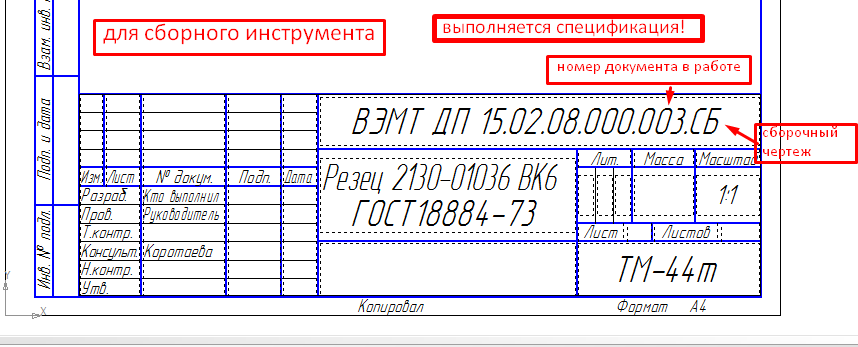 для сборного инструмента
выполняется спецификация!
номер документа в работе
ВЭМТ ДП 15.02.08.000.003.СБ
сборочный
чертеж
Взам. инв. №
Подп. и дата
Инв. № подл.
Изм. Лист № докум. Подп. Дата
Разраб. Кто выполнил
Пров. Руководитель
Т.контр.
Консульт. Коротаева
Н.контр.
Утв.
Резец 2130-01036 ВК6
ГОСТ18884-73
Лит. Масса Масштаб
1:1
Лист Листов
ТМ-44т
Копировал Формат А4
Y
X